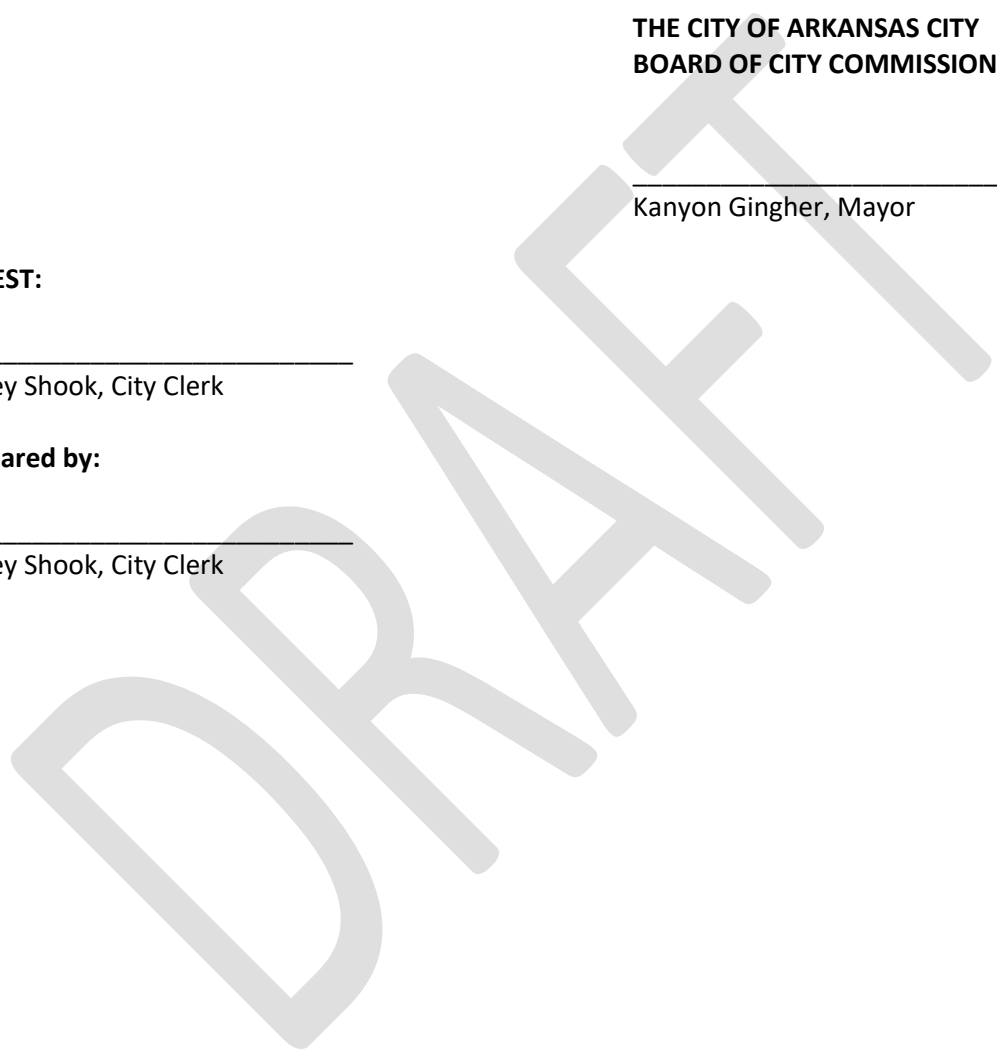 THE CITY OF ARKANSAS CITY
BOARD OF CITY COMMISSION
Kanyon Gingher, Mayor
EST:
ey Shook, City Clerk
ared by:
ey Shook, City Clerk
DRAFT